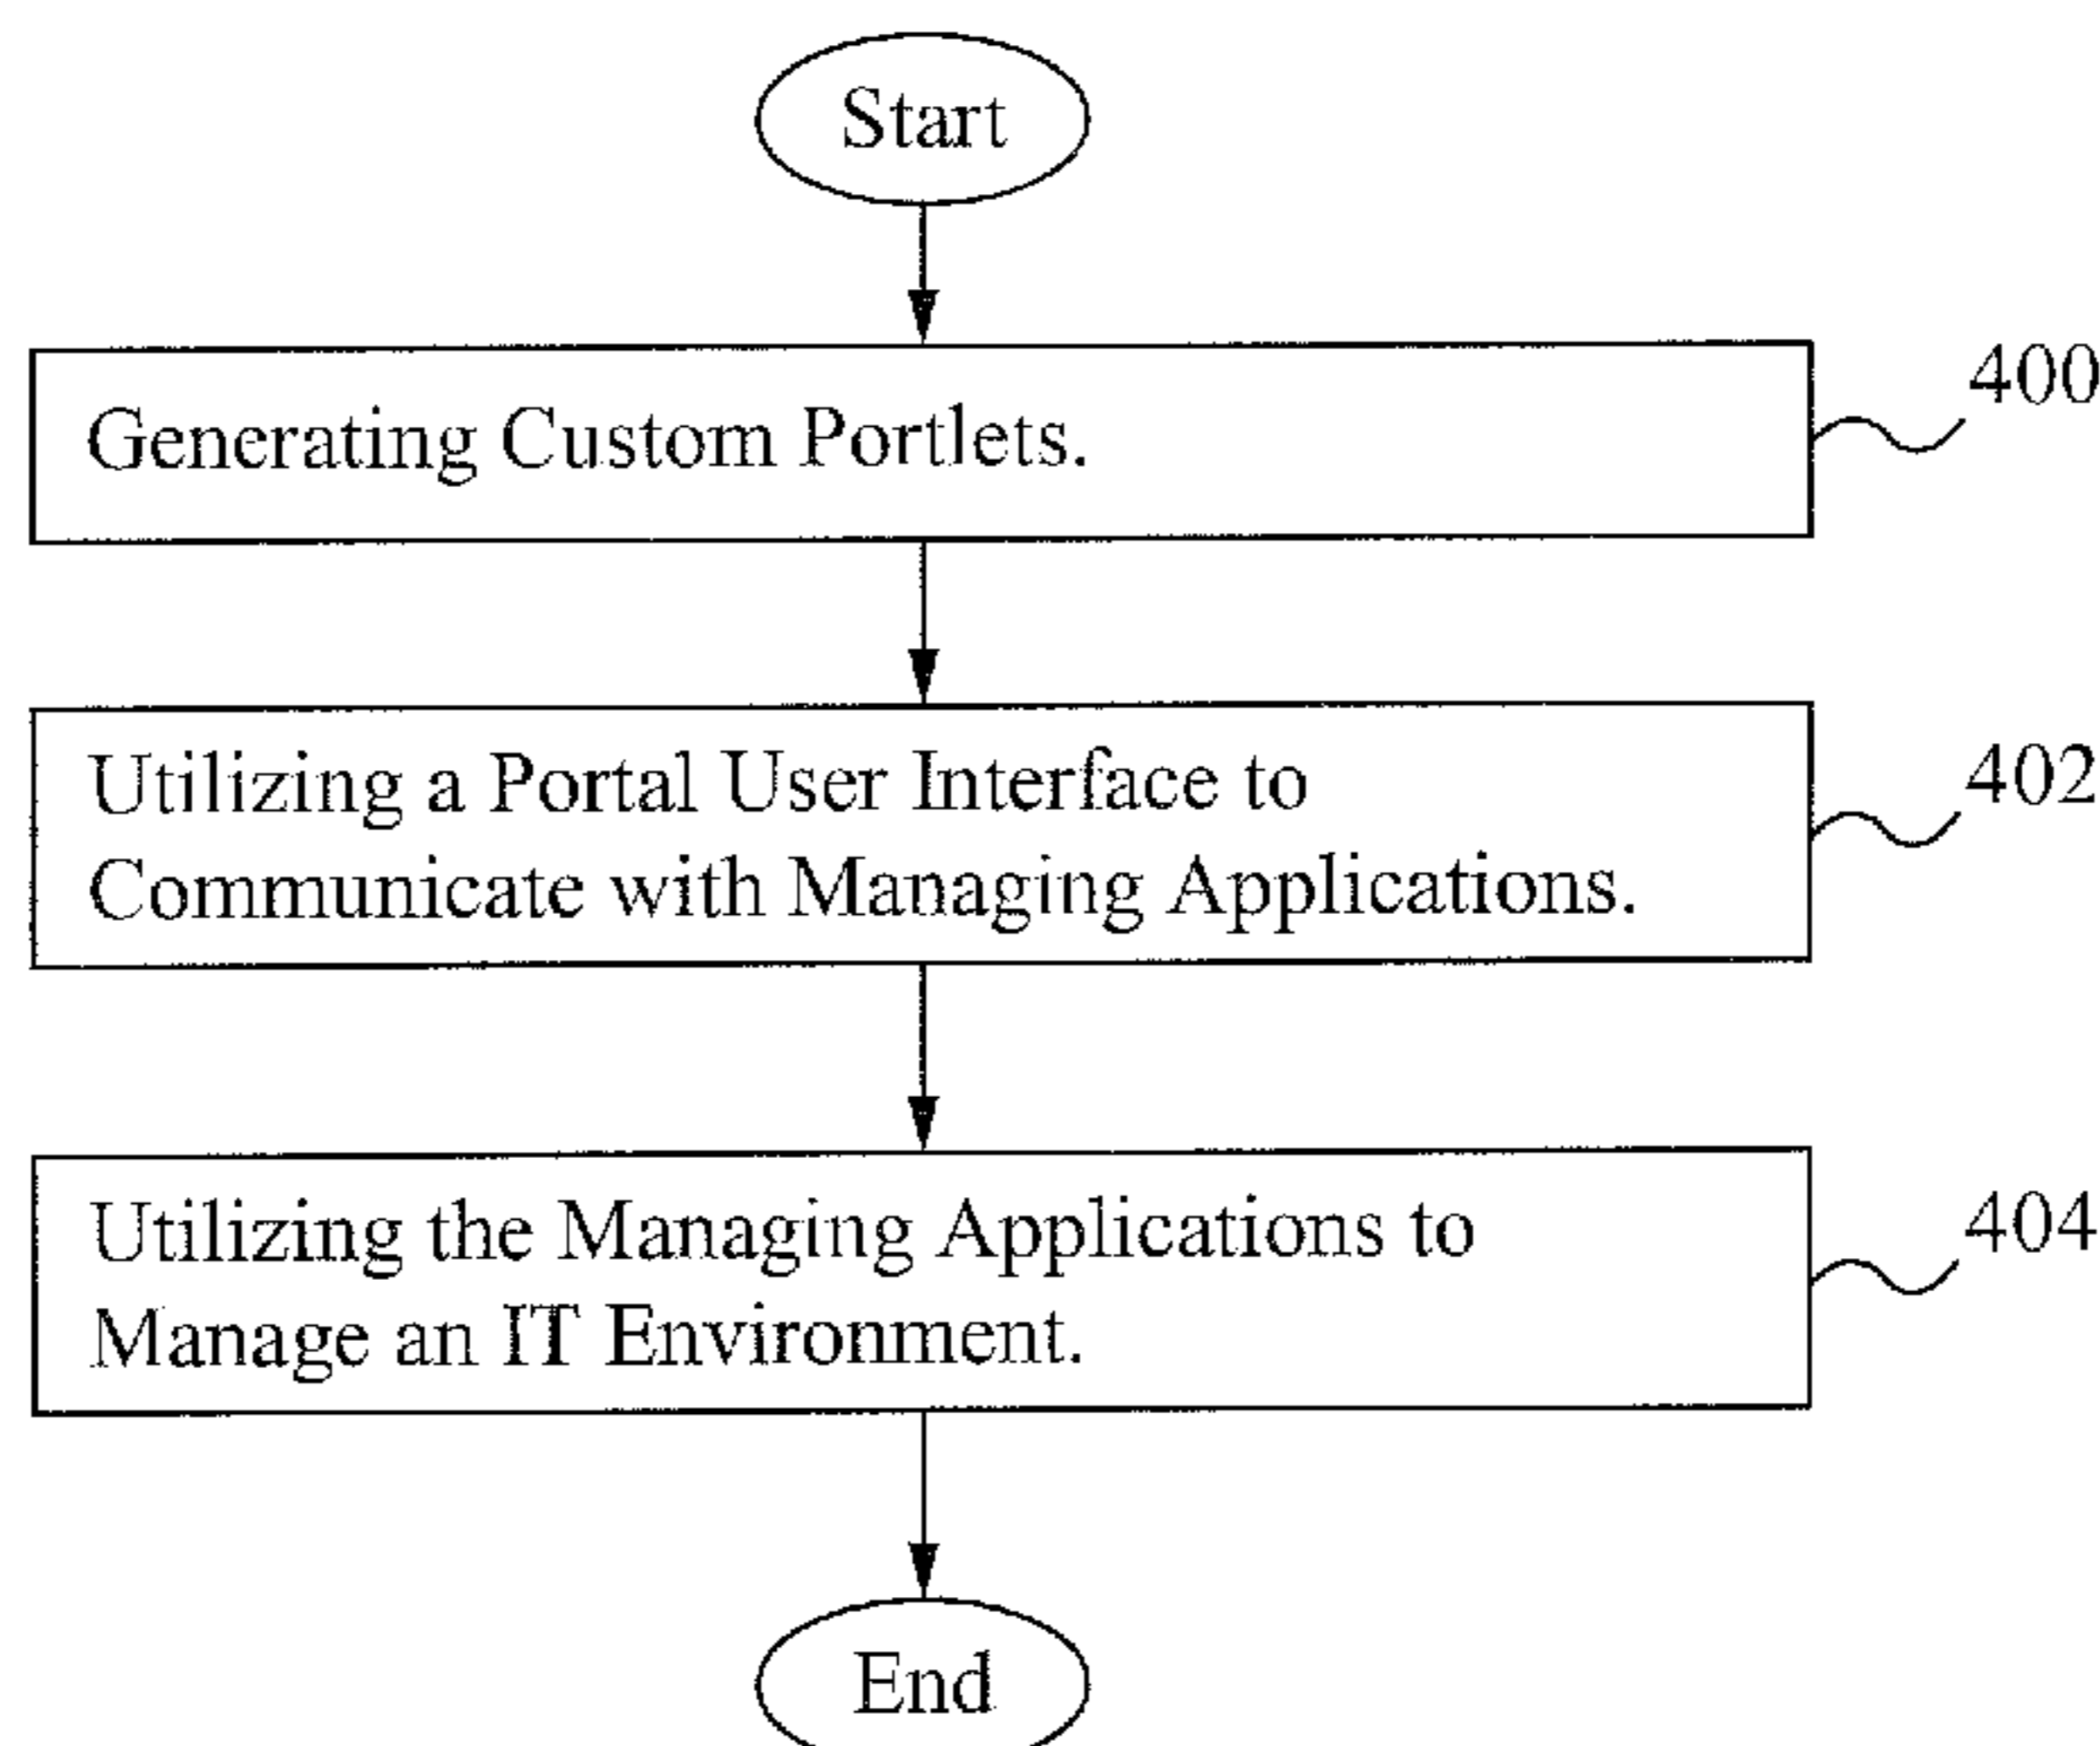 Start
Generating Custom Portlets.
400
Utilizing a Portal User Interface to
Communicate with Managing Applications.
402
Utilizing the Managing Applications to
Manage an IT Environment.
404
End